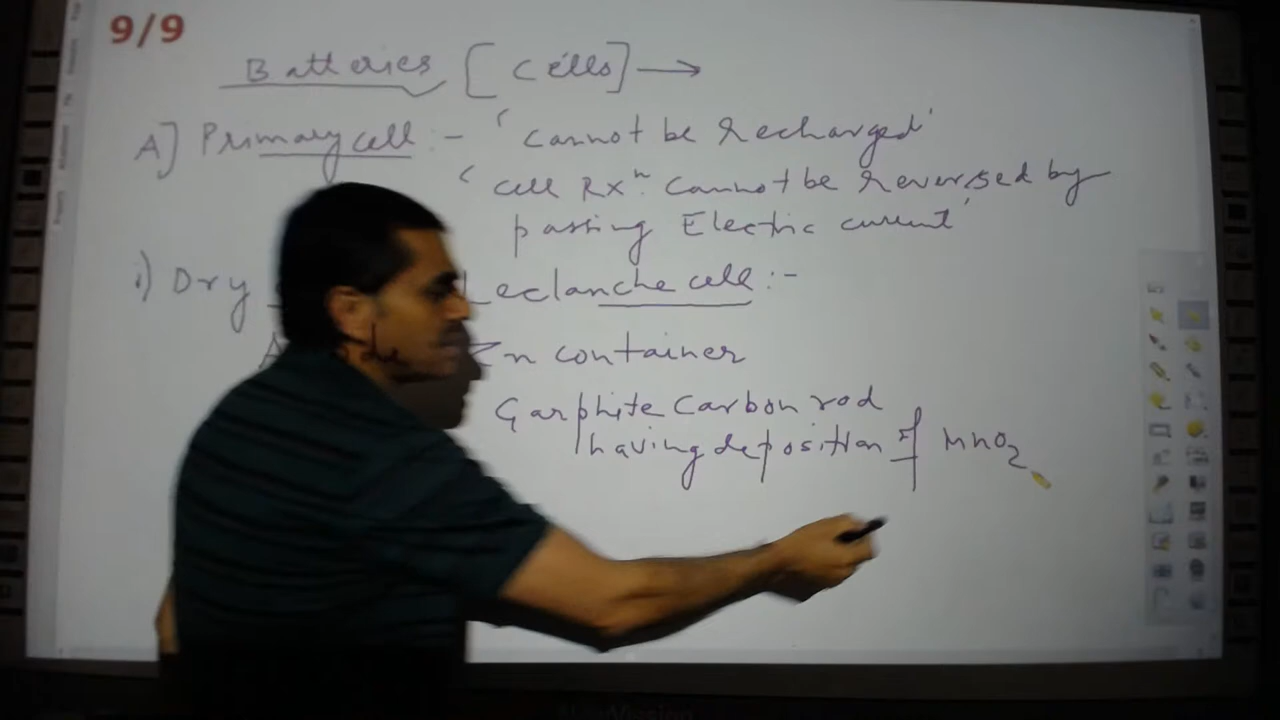 9/9
Batteries [Cells] →
A] Primary cell :- 'cannot be recharged'
'cell Rxⁿ. cannot be reversed by
passing Electric current'
i) Dry Leclanche cell :-
Zn container
Garphite Carbon rod
having deposition of MnO₂